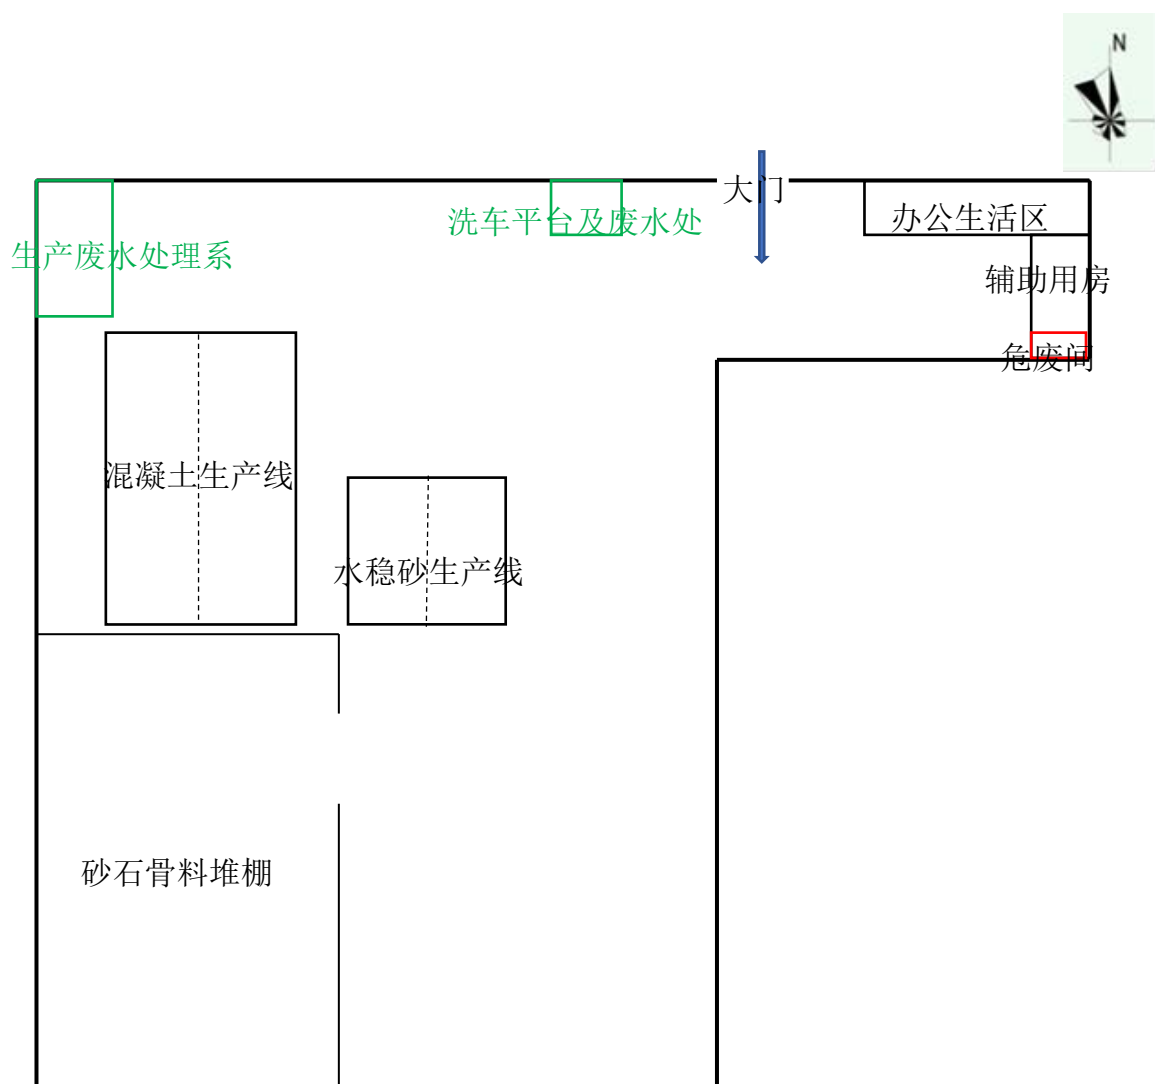 N
大门
洗车平台及废水处
办公生活区
生产废水处理系
辅助用房
危废间
混凝土生产线
水稳砂生产线
砂石骨料堆棚